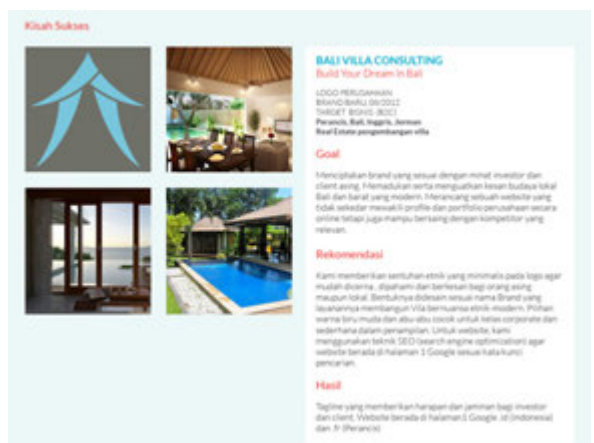 Kisah Sukses
BALI VILLA CONSULTING
Build Your Dream In Bali
LOGO PERUSAHAAN
BRAND BARU, 08/2012
TARGET BISNIS (B2C)
Perancis, Bali, Inggris, Jerman
Real Estate pengembangan villa
Goal
Menciptakan brand yang sesuai dengan minat investor dan
client asing. Memadukan serta menguatkan kesan budaya lokal
Bali dan barat yang modern. Merancang sebuah website yang
tidak sekedar mewakili profile dan portfolio perusahaan secara
online tetapi juga mampu bersaing dengan kompetitor yang
relevan.
Rekomendasi
Kami memberikan sentuhan etnik yang minimalis pada logo agar
mudah dicerna , dipahami dan berkesan bagi orang asing
maupun lokal. Bentuknya didesain sesuai nama Brand yang
layanannya membangun Vila bernuansa etnik modern. Pilihan
warna biru muda dan abu-abu cocok untuk kelas corporate dan
sederhana dalam penampilan. Untuk website, kami
menggunakan teknik SEO (search engine optimization) agar
website berada di halaman 1 Google sesuai kata kunci
pencarian.
Hasil
Tagline yang memberikan harapan dan jaminan bagi investor
dan client. Website berada di halaman 1 Google .id (Indonesia)
dan .fr (Perancis)